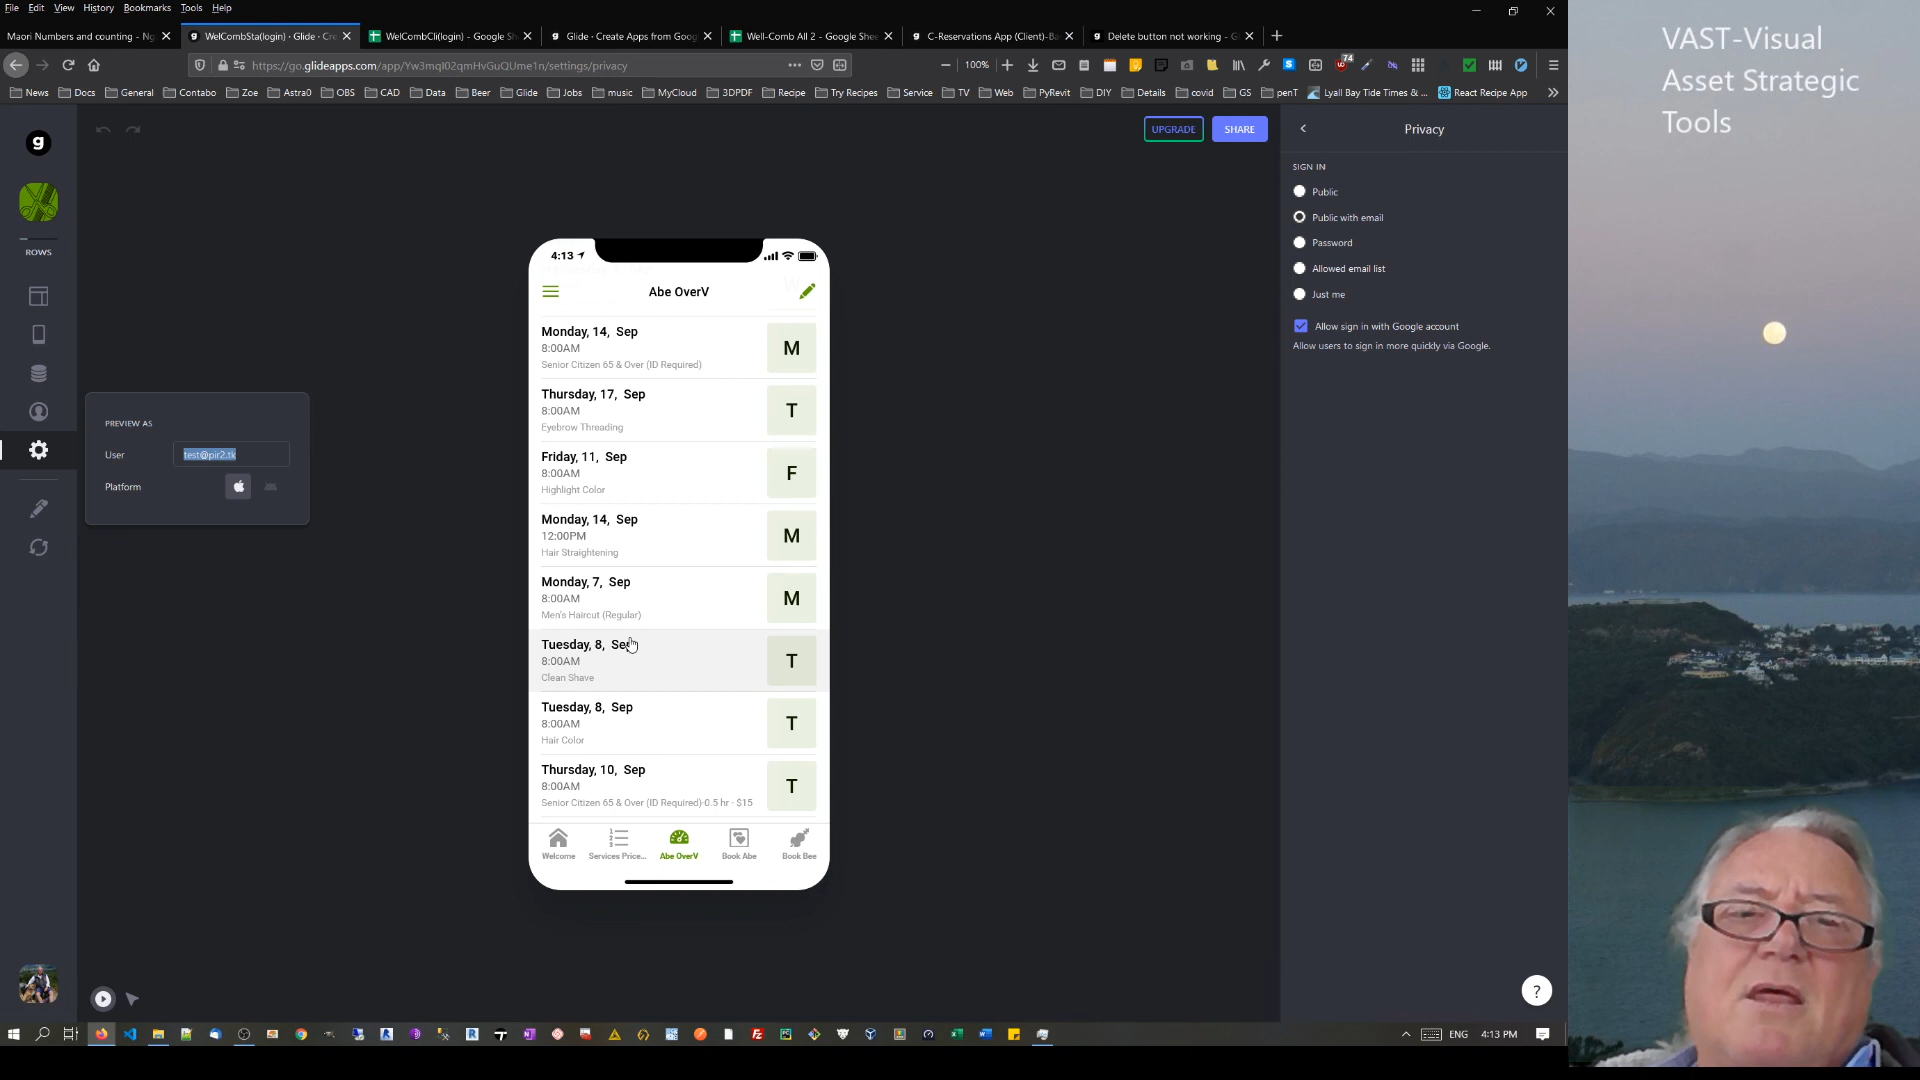 File Edit View History Bookmarks Tools Help
Maori Numbers and counting - Ng
WelCombSta(login) · Glide · Cre
WelCombCli(login) - Google Sh
Glide · Create Apps from Goog
Well-Comb All 2 - Google Shee
C-Reservations App (Client)-Ba
Delete button not working - G
https://go.glideapps.com/app/Yw3mqI02qmHvGuQUme1n/settings/privacy
100%
74
News Docs General Contabo Zoe Astra0 OBS CAD Data Beer Glide Jobs music MyCloud 3DPDF Recipe Try Recipes Service TV Web PyRevit DIY Details covid GS penT Lyall Bay Tide Times & ... React Recipe App
UPGRADE
SHARE
Privacy
SIGN IN
Public
Public with email
Password
Allowed email list
Just me
Allow sign in with Google account
Allow users to sign in more quickly via Google.
ROWS
PREVIEW AS
User test@pir2.tk
Platform
4:13
Abe OverV
Monday, 14, Sep
8:00AM
Senior Citizen 65 & Over (ID Required)
M
Thursday, 17, Sep
8:00AM
Eyebrow Threading
T
Friday, 11, Sep
8:00AM
Highlight Color
F
Monday, 14, Sep
12:00PM
Hair Straightening
M
Monday, 7, Sep
8:00AM
Men's Haircut (Regular)
M
Tuesday, 8, Sep
8:00AM
Clean Shave
T
Tuesday, 8, Sep
8:00AM
Hair Color
T
Thursday, 10, Sep
8:00AM
Senior Citizen 65 & Over (ID Required)-0.5 hr - $15
T
Welcome Services Price... Abe OverV Book Abe Book Bee
?
ENG 4:13 PM
VAST-Visual
Asset Strategic
Tools